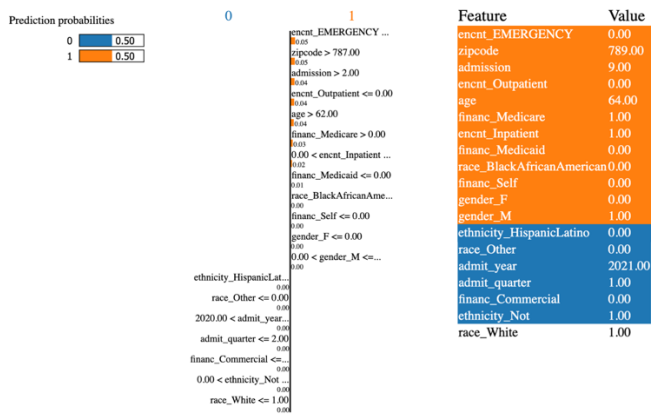 Prediction probabilities
0 0.50
1 0.50
0 1
encnt_EMERGENCY ...
0.05
zipcode > 787.00
0.05
admission > 2.00
0.04
encnt_Outpatient <= 0.00
0.04
age > 62.00
0.04
financ_Medicare > 0.00
0.03
0.00 < encnt_Inpatient ...
0.02
financ_Medicaid <= 0.00
0.01
race_BlackAfricanAme...
0.00
financ_Self <= 0.00
0.00
gender_F <= 0.00
0.00
0.00 < gender_M <=...
0.00
ethnicity_HispanicLat...
0.00
race_Other <= 0.00
0.00
2020.00 < admit_year...
0.00
admit_quarter <= 2.00
0.00
financ_Commercial <=...
0.00
0.00 < ethnicity_Not ...
0.00
race_White <= 1.00
0.00
Feature Value
encnt_EMERGENCY 0.00
zipcode 789.00
admission 9.00
encnt_Outpatient 0.00
age 64.00
financ_Medicare 1.00
encnt_Inpatient 1.00
financ_Medicaid 0.00
race_BlackAfricanAmerican 0.00
financ_Self 0.00
gender_F 0.00
gender_M 1.00
ethnicity_HispanicLatino 0.00
race_Other 0.00
admit_year 2021.00
admit_quarter 1.00
financ_Commercial 0.00
ethnicity_Not 1.00
race_White 1.00